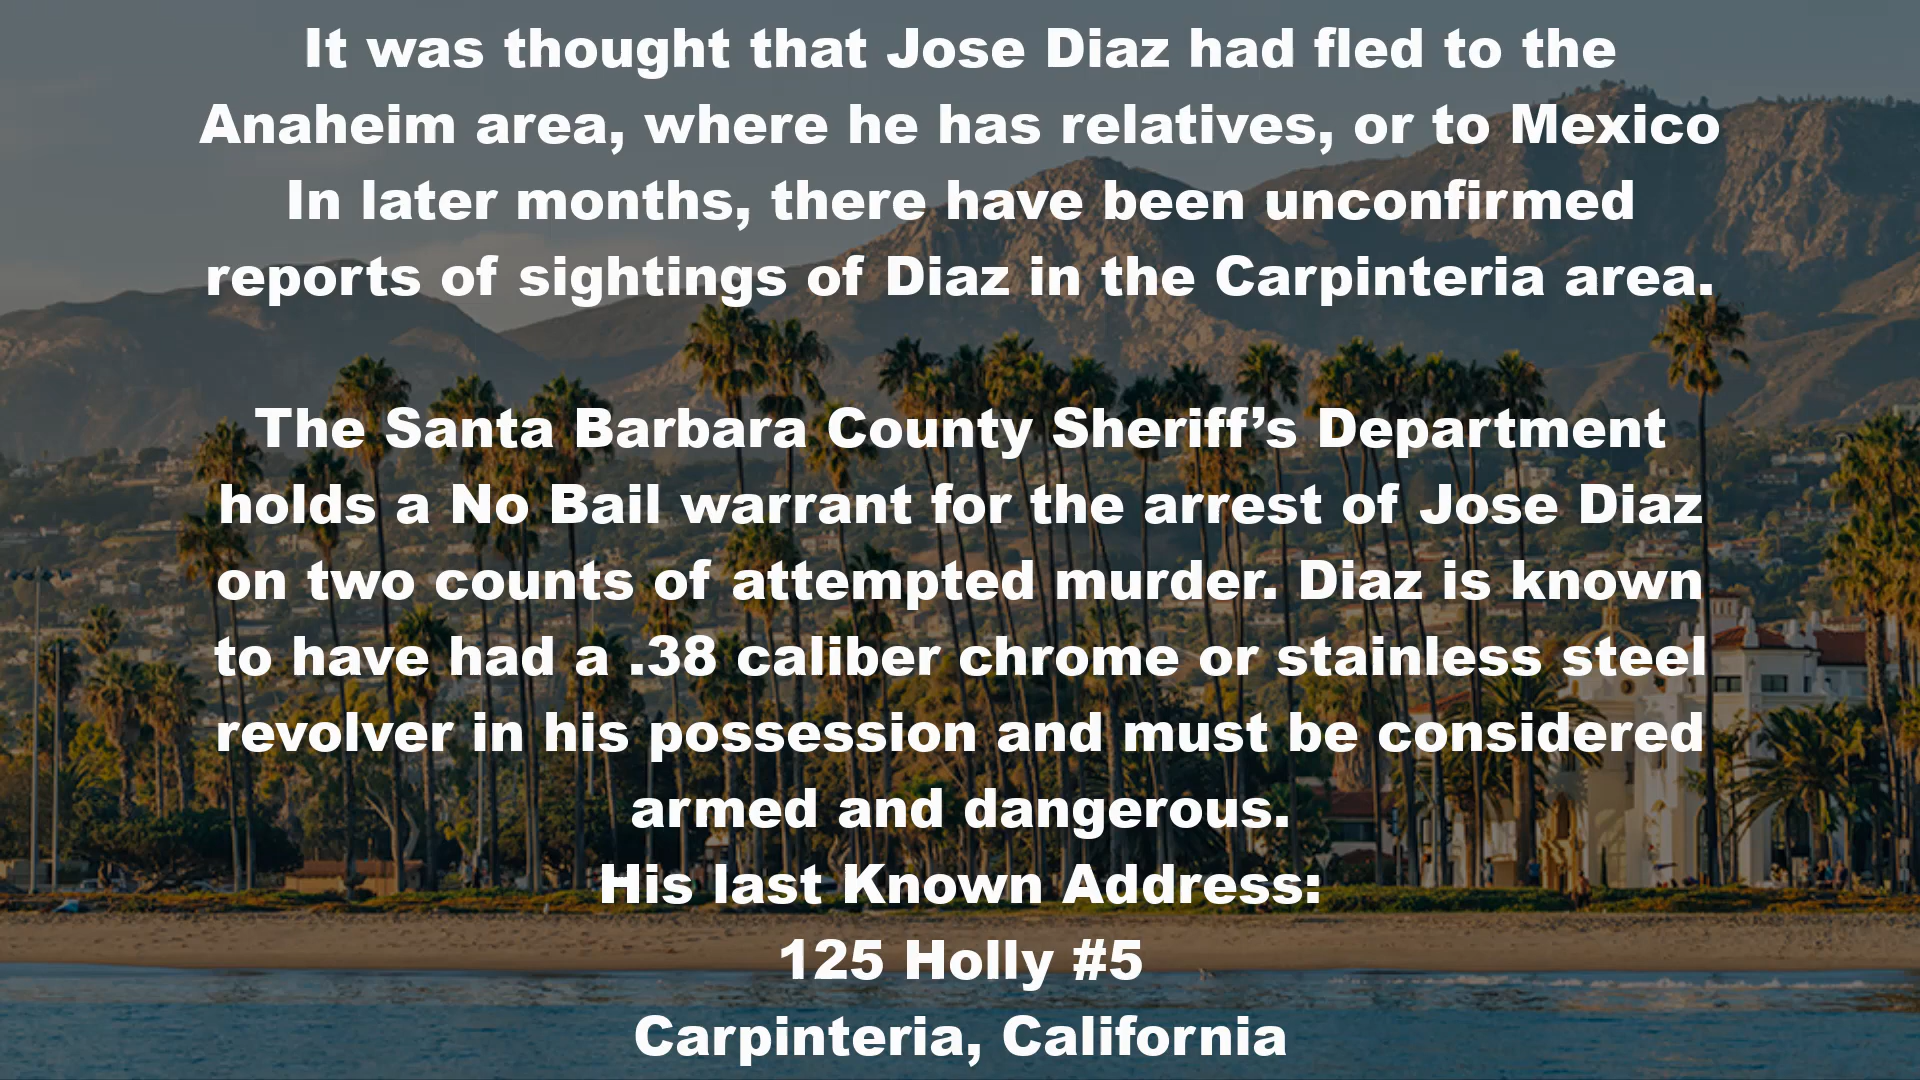 It was thought that Jose Diaz had fled to the
Anaheim area, where he has relatives, or to Mexico
In later months, there have been unconfirmed
reports of sightings of Diaz in the Carpinteria area.
The Santa Barbara County Sheriff’s Department
holds a No Bail warrant for the arrest of Jose Diaz
on two counts of attempted murder. Diaz is known
to have had a .38 caliber chrome or stainless steel
revolver in his possession and must be considered
armed and dangerous.
His last Known Address:
125 Holly #5
Carpinteria, California